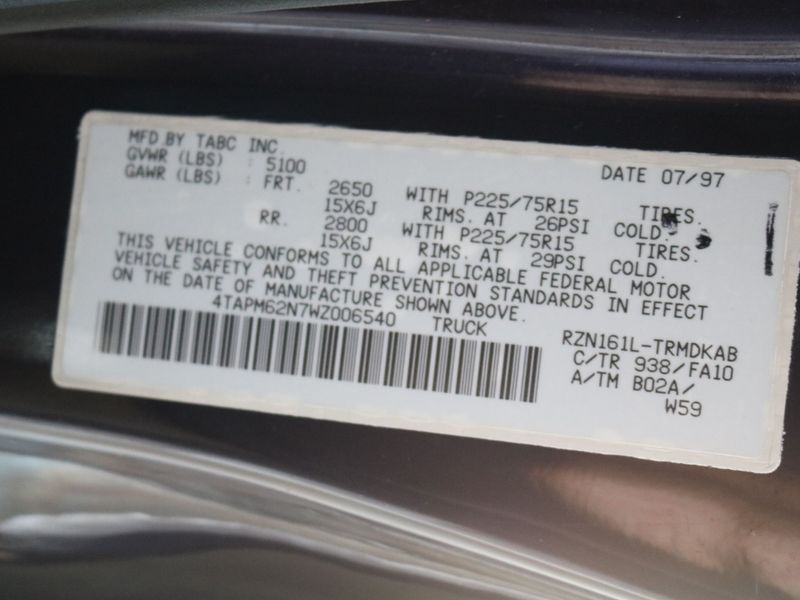 MFD.BY TABC INC.
DATE 07/97
GVWR (LBS) : 5100
GAWR (LBS) : FRT. 2650 WITH P225/75R15 TIRES.
15X6J RIMS. AT 26PSI COLD.
RR. 2800 WITH P225/75R15 TIRES.
15X6J RIMS. AT 29PSI COLD.
THIS VEHICLE CONFORMS TO ALL APPLICABLE FEDERAL MOTOR
VEHICLE SAFETY AND THEFT PREVENTION STANDARDS IN EFFECT
ON THE DATE OF MANUFACTURE SHOWN ABOVE.
4TAPM62N7WZ006540 TRUCK
RZN161L-TRMDKAB
C/TR 938/FA10
A/TM B02A/
W59